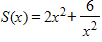 S(x) = 2x² + 6/x²